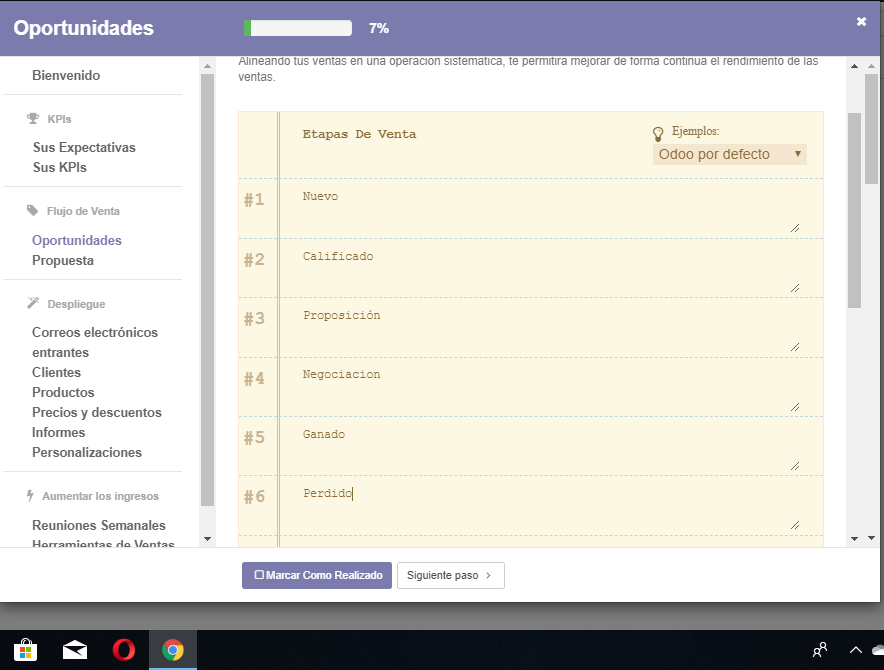 Oportunidades
7%
Bienvenido
KPIs
Sus Expectativas
Sus KPIs
Flujo de Venta
Oportunidades
Propuesta
Despliegue
Correos electrónicos
entrantes
Clientes
Productos
Precios y descuentos
Informes
Personalizaciones
Aumentar los ingresos
Reuniones Semanales
Herramientas de Ventas
Alineando tus ventas en una operación sistemática, te permitirá mejorar de forma continua el rendimiento de las
ventas.
Etapas De Venta
Ejemplos:
Odoo por defecto
#1 Nuevo
#2 Calificado
#3 Proposición
#4 Negociacion
#5 Ganado
#6 Perdido
Marcar Como Realizado
Siguiente paso